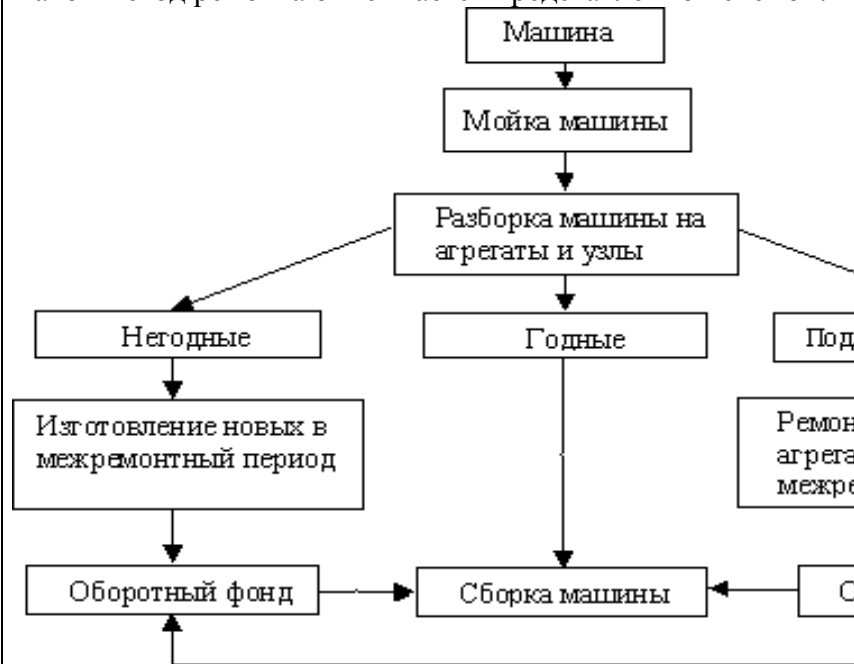 Машина
Мойка машины
Разборка машины на
агрегаты и узлы
Негодные
Годные
Изготовление новых в
межремонтный период
Оборотный фонд
Сборка машины